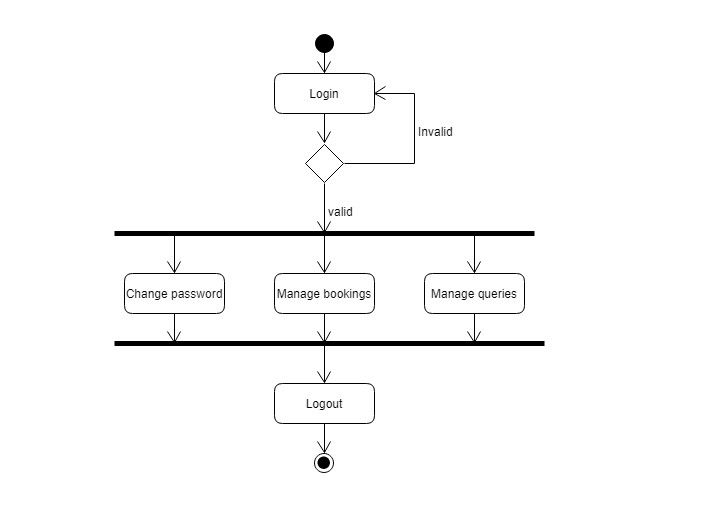 Login
Invalid
valid
Change password
Manage bookings
Manage queries
Logout